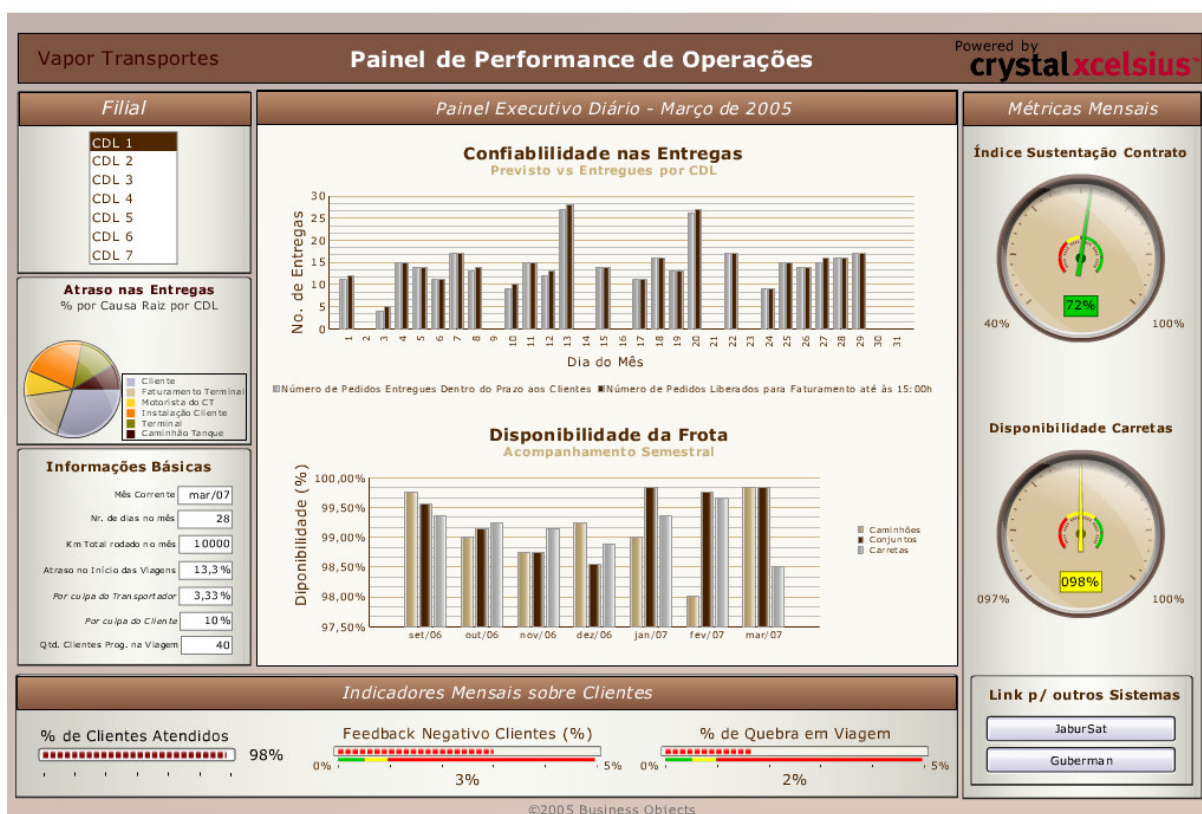 Vapor Transportes
Painel de Performance de Operações
Powered by
crystal xcelsius™
Filial
CDL 1
CDL 2
CDL 3
CDL 4
CDL 5
CDL 6
CDL 7
Atraso nas Entregas
% por Causa Raiz por CDL
Cliente
Faturamento Terminal
Motorista do CT
Instalação Cliente
Terminal
Caminhão Tanque
Informações Básicas
Mês Corrente mar/07
Nr. de dias no mês 28
Km Total rodado no mês 10000
Atraso no Início das Viagens 13,3%
Por culpa do Transportador 3,33%
Por culpa do Cliente 10%
Qtd. Clientes Prog. na Viagem 40
Painel Executivo Diário - Março de 2005
Confiablilidade nas Entregas
Previsto vs Entregues por CDL
No. de Entregas
30
25
20
15
10
5
0
1 2 3 4 5 6 7 8 9 10 11 12 13 14 15 16 17 18 19 20 21 22 23 24 25 26 27 28 29 30 31
Dia do Mês
Número de Pedidos Entregues Dentro do Prazo aos Clientes Número de Pedidos Liberados para Faturamento até às 15:00h
Disponibilidade da Frota
Acompanhamento Semestral
Diponibilidade (%)
100,00%
99,50%
99,00%
98,50%
98,00%
97,50%
set/06 out/06 nov/06 dez/06 jan/07 fev/07 mar/07
Caminhões
Conjuntos
Carretas
Métricas Mensais
Índice Sustentação Contrato
72%
40% 100%
Disponibilidade Carretas
098%
097% 100%
Link p/ outros Sistemas
JaburSat
Guberman
Indicadores Mensais sobre Clientes
% de Clientes Atendidos
98%
Feedback Negativo Clientes (%)
0% 5%
3%
% de Quebra em Viagem
0% 5%
2%
©2005 Business Objects